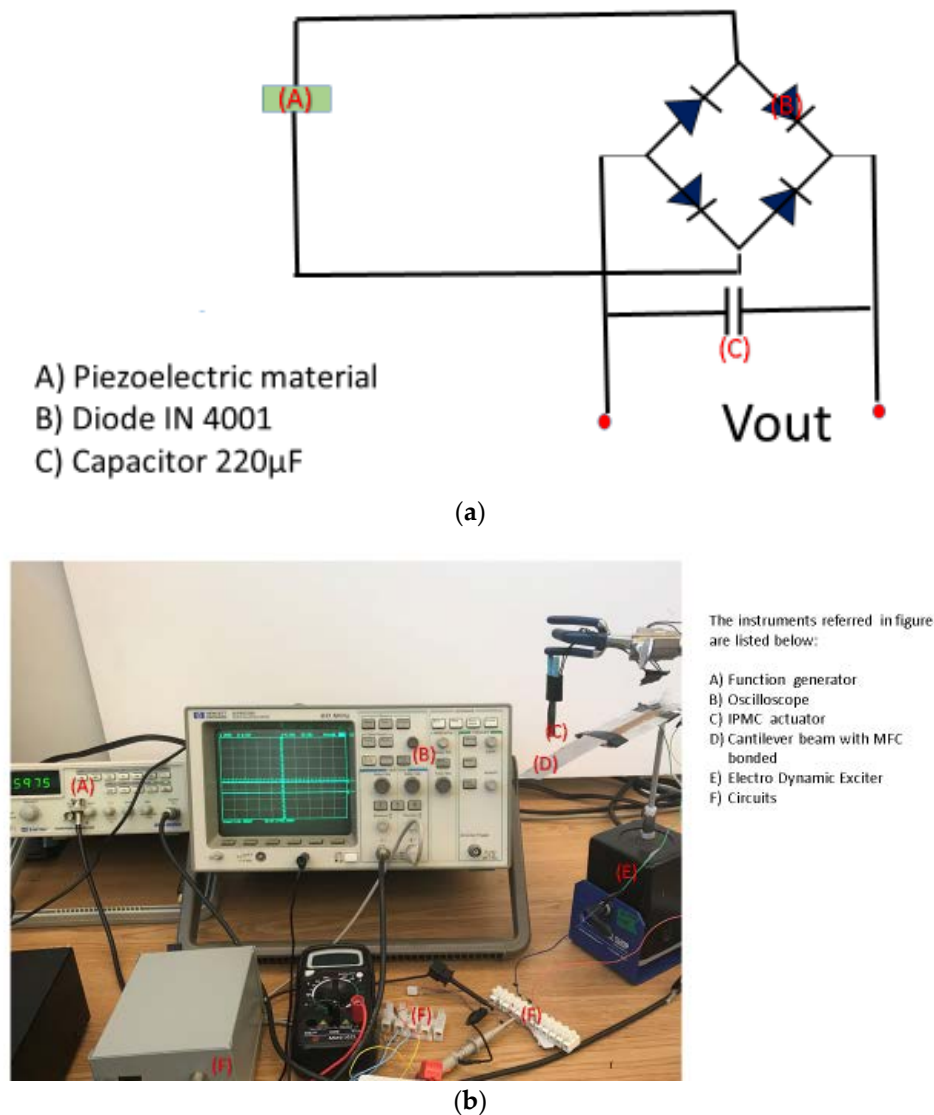 (A)
(B)
(C)
A) Piezoelectric material
B) Diode IN 4001
C) Capacitor 220µF
Vout
(a)
The instruments referred in figure
are listed below:
A) Function generator
B) Oscilloscope
C) IPMC actuator
D) Cantilever beam with MFC
bonded
E) Electro Dynamic Exciter
F) Circuits
5975
(A)
(B)
(C)
(D)
(E)
(F)
(F)
(F)
(b)